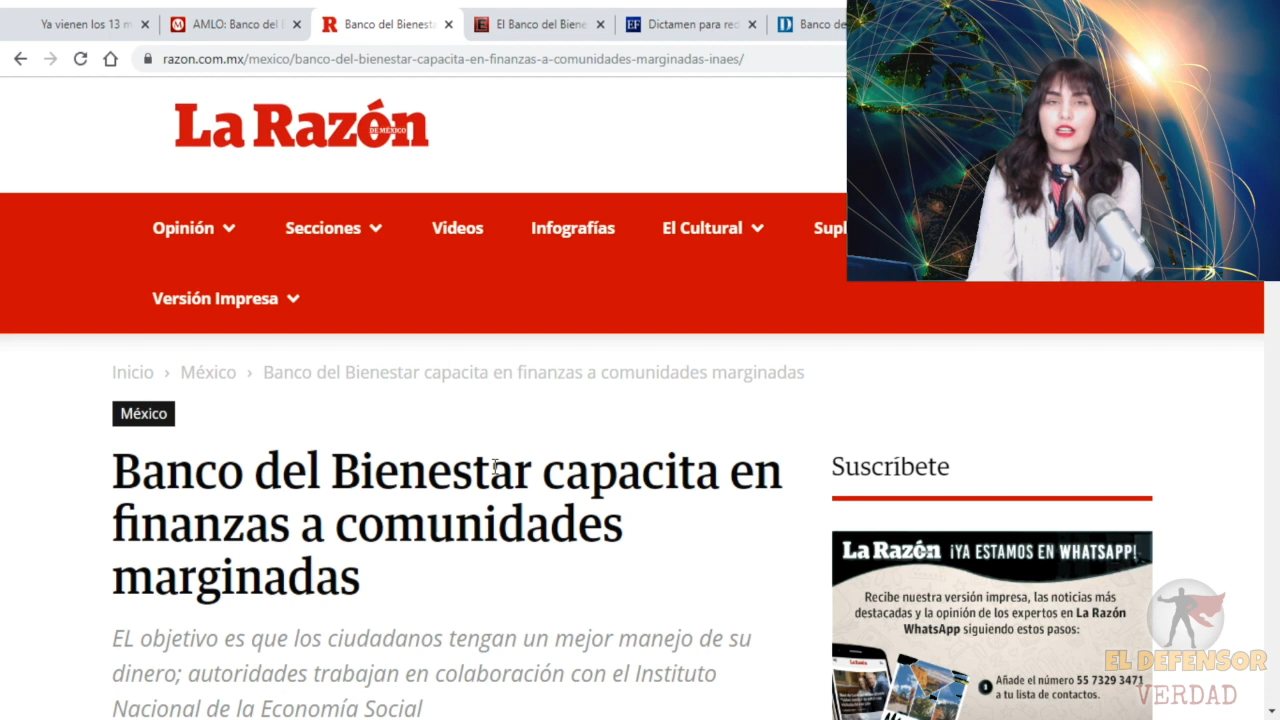 Ya vienen los 13 m
AMLO: Banco del
Banco del Bienesta
El Banco del Biene
Dictamen para red
Banco de
razon.com.mx/mexico/banco-del-bienestar-capacita-en-finanzas-a-comunidades-marginadas-inaes/
La Razón
DE MÉXICO
Opinión
Secciones
Videos
Infografías
El Cultural
Supl
Versión Impresa
Inicio › México › Banco del Bienestar capacita en finanzas a comunidades marginadas
México
Banco del Bienestar capacita en
finanzas a comunidades
marginadas
EL objetivo es que los ciudadanos tengan un mejor manejo de su
dinero; autoridades trabajan en colaboración con el Instituto
Nacional de la Economía Social
Suscríbete
La Razón ¡YA ESTAMOS EN WHATSAPP!
Recibe nuestra versión impresa, las noticias más
destacadas y la opinión de los expertos en La Razón
WhatsApp siguiendo estos pasos:
1 Añade el número 55 7329 3471
a tu lista de contactos.
EL DEFENSOR
VERDAD